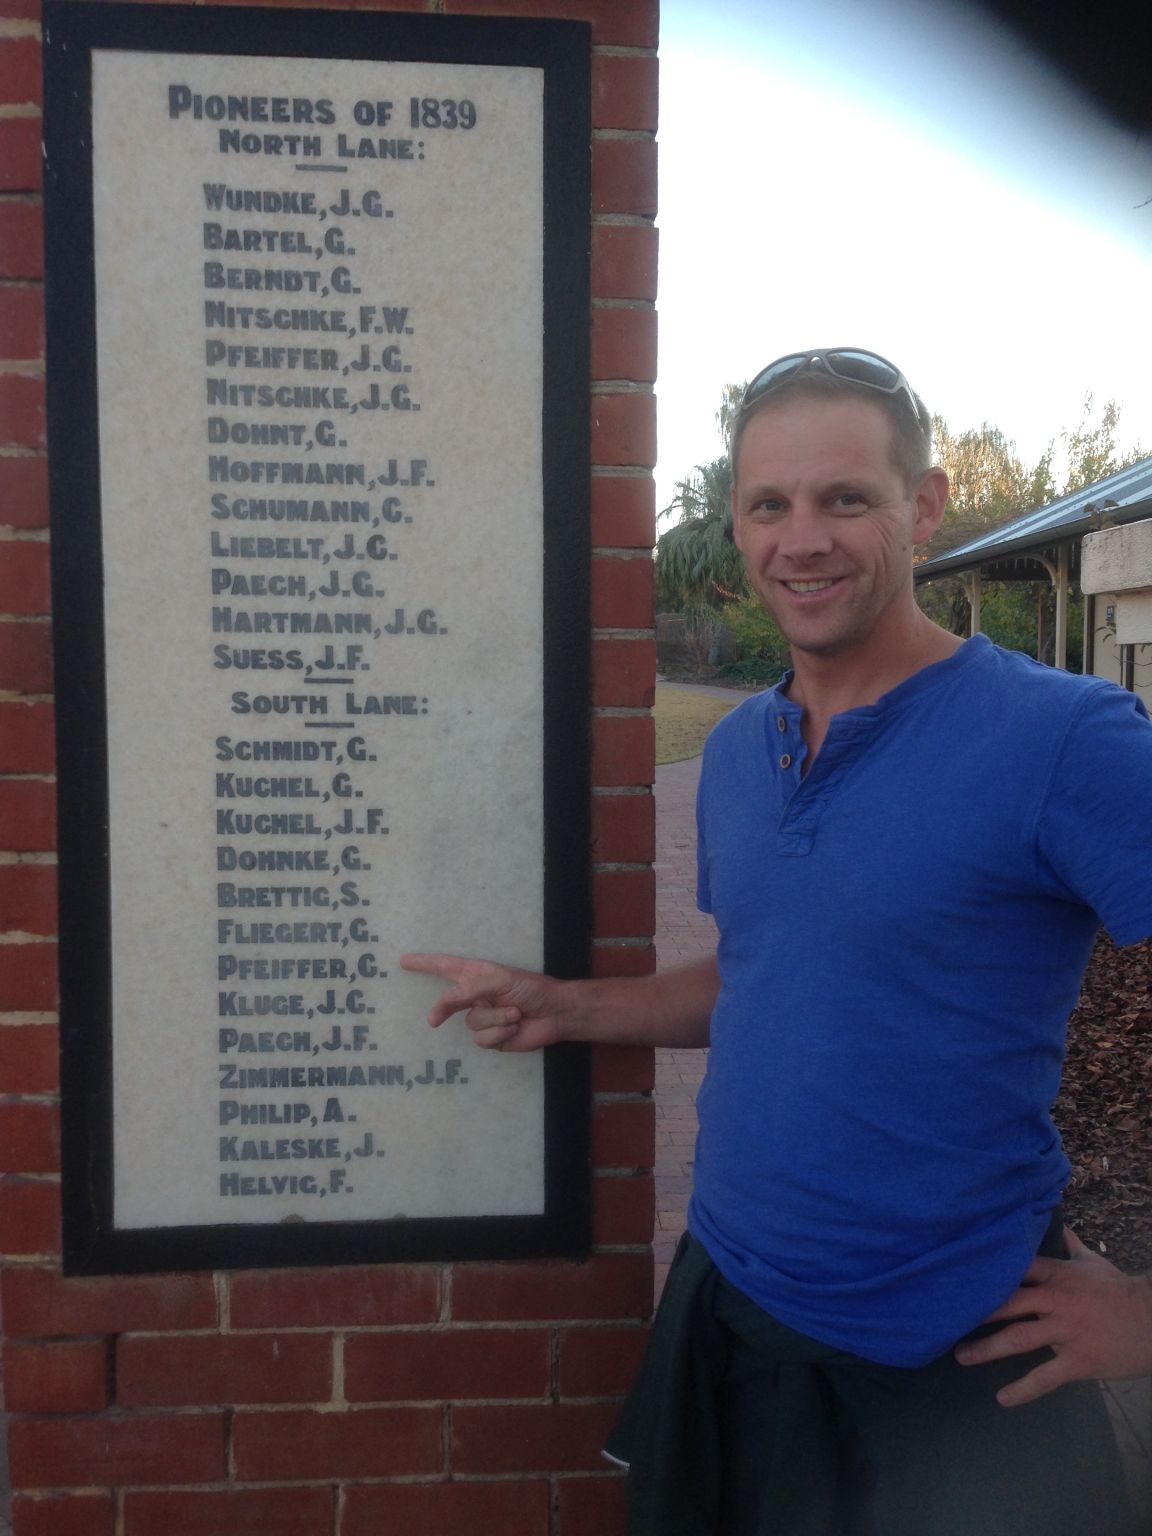 PIONEERS OF 1839
NORTH LANE:
WUNDKE, J.G.
BARTEL, G.
BERNDT, G.
NITSCHKE, F.W.
PFEIFFER, J.G.
NITSCHKE, J.G.
DOHNT, G.
HOFFMANN, J.F.
SCHUMANN, G.
LIEBELT, J.G.
PAECH, J.G.
HARTMANN, J.G.
SUESS, J.F.
SOUTH LANE:
SCHMIDT, G.
KUCHEL, G.
KUCHEL, J.F.
DOHNKE, G.
BRETTIG, S.
FLIEGERT, G.
PFEIFFER, G.
KLUGE, J.G.
PAECH, J.F.
ZIMMERMANN, J.F.
PHILIP, A.
KALESKE, J.
HELVIG, F.